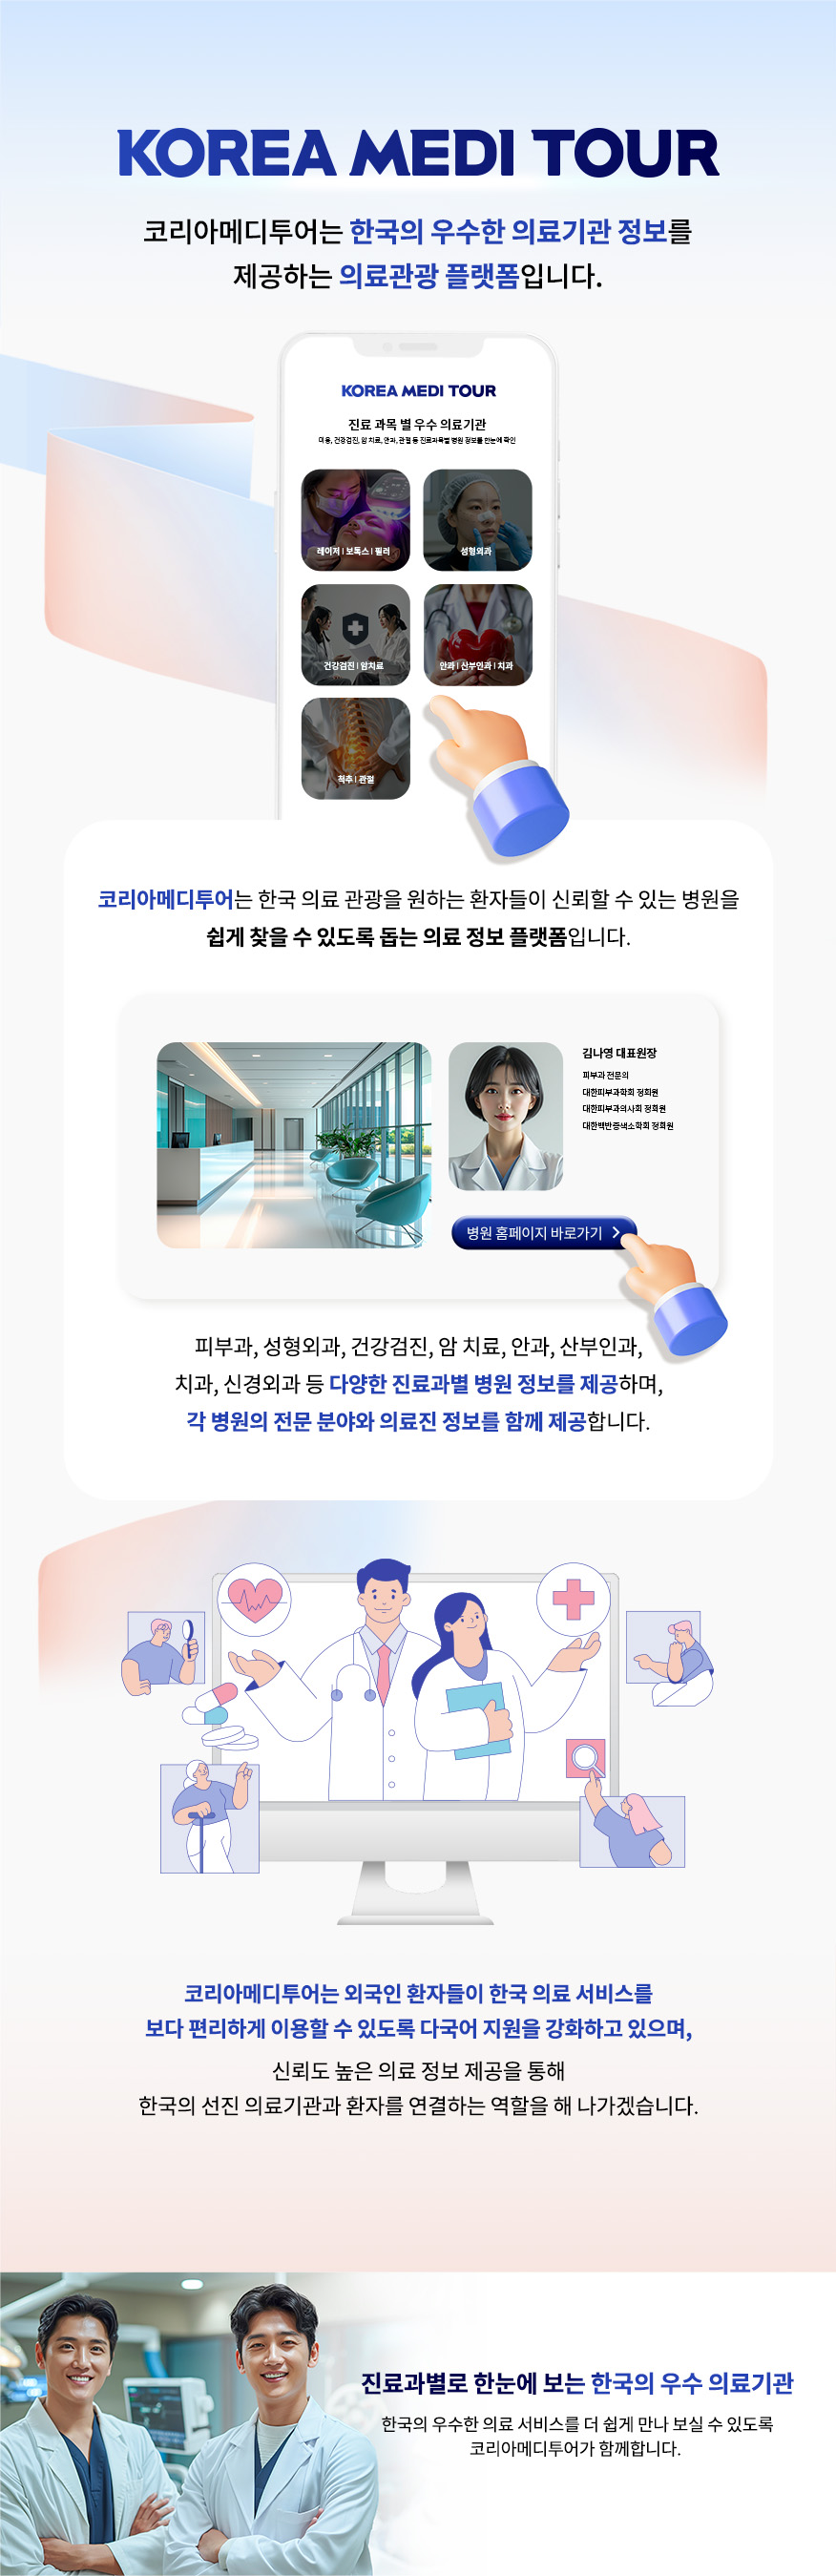 KOREA MEDI TOUR
코리아메디투어는 한국의 우수한 의료기관 정보를
제공하는 의료관광 플랫폼입니다.
KOREA MEDI TOUR
진료 과목 별 우수 의료기관
미용, 건강검진, 암 치료, 안과, 관절 등 진료과목별 병원 정보를 한눈에 확인
레이저 | 보톡스 | 필러
성형외과
건강검진 | 암치료
안과 | 산부인과 | 치과
척추 | 관절
코리아메디투어는 한국 의료 관광을 원하는 환자들이 신뢰할 수 있는 병원을
쉽게 찾을 수 있도록 돕는 의료 정보 플랫폼입니다.
김나영 대표원장
피부과 전문의
대한피부과학회 정회원
대한피부과의사회 정회원
대한백반증색소학회 정회원
병원 홈페이지 바로가기 >
피부과, 성형외과, 건강검진, 암 치료, 안과, 산부인과,
치과, 신경외과 등 다양한 진료과별 병원 정보를 제공하며,
각 병원의 전문 분야와 의료진 정보를 함께 제공합니다.
코리아메디투어는 외국인 환자들이 한국 의료 서비스를
보다 편리하게 이용할 수 있도록 다국어 지원을 강화하고 있으며,
신뢰도 높은 의료 정보 제공을 통해
한국의 선진 의료기관과 환자를 연결하는 역할을 해 나가겠습니다.
진료과별로 한눈에 보는 한국의 우수 의료기관
한국의 우수한 의료 서비스를 더 쉽게 만나 보실 수 있도록
코리아메디투어가 함께합니다.